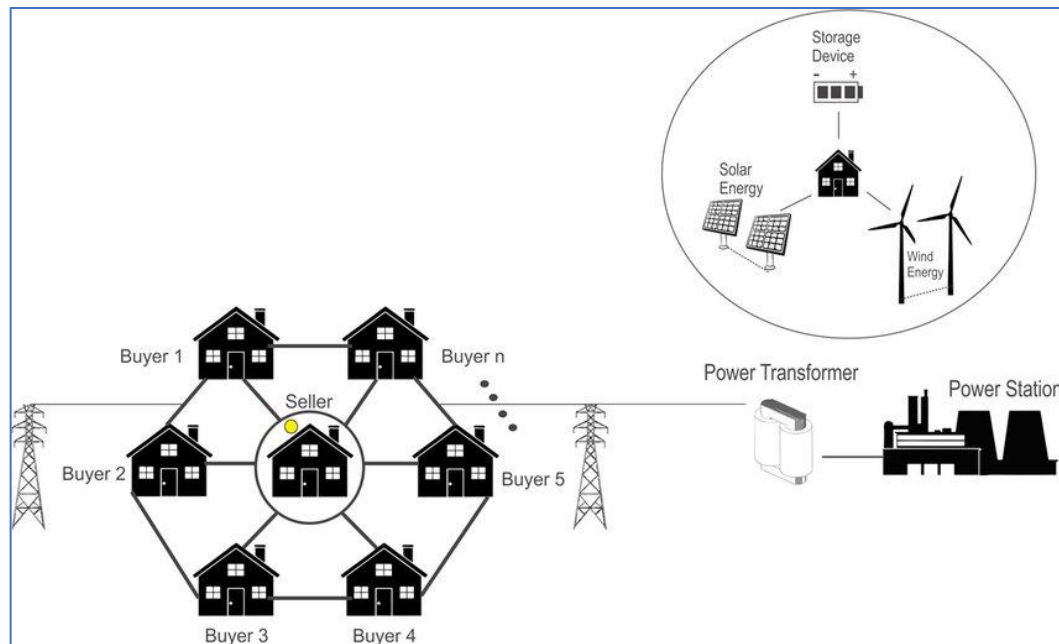 Storage
Device
- +
Solar
Energy
Wind
Energy
Buyer 1
Buyer n
Seller
Power Transformer
Power Station
Buyer 2
Buyer 5
Buyer 3
Buyer 4